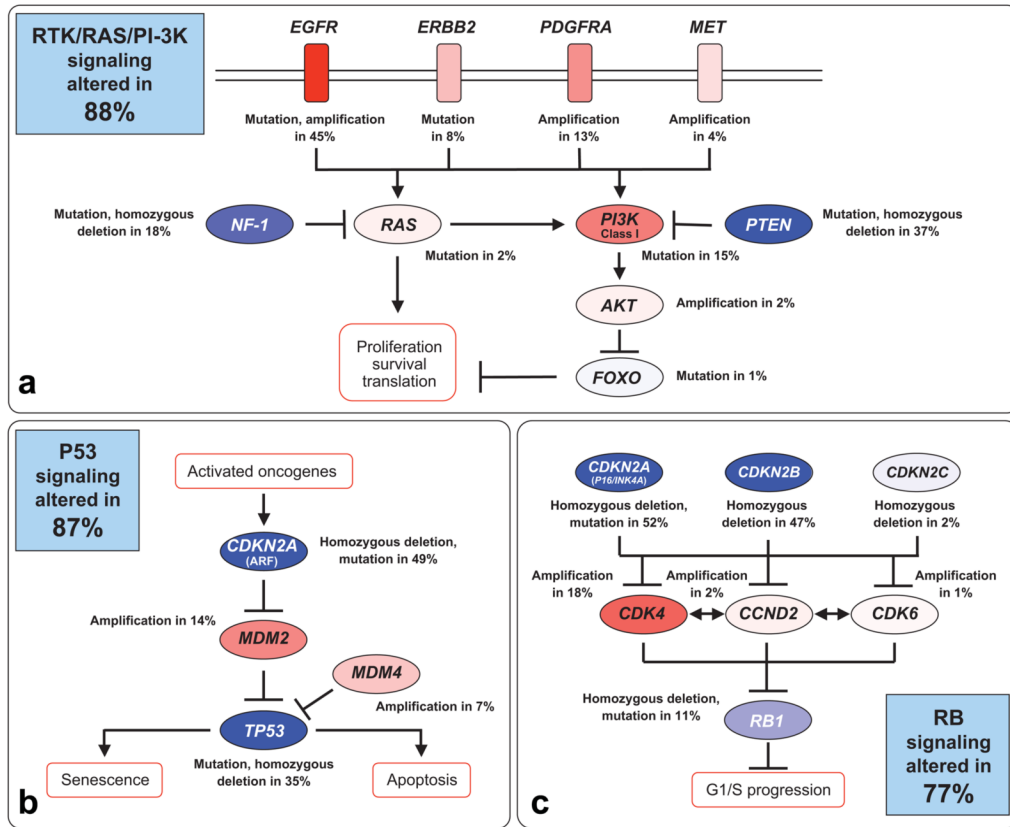 RTK/RAS/PI-3K
signaling
altered in
88%
EGFR
ERBB2
PDGFRA
MET
Mutation, amplification
in 45%
Mutation
in 8%
Amplification
in 13%
Amplification
in 4%
Mutation, homozygous
deletion in 18%
NF-1
RAS
PI3K
Class I
PTEN
Mutation, homozygous
deletion in 37%
Mutation in 2%
Mutation in 15%
AKT
Amplification in 2%
Proliferation
survival
translation
FOXO
Mutation in 1%
a
P53
signaling
altered in
87%
Activated oncogenes
CDKN2A
(ARF)
Homozygous deletion,
mutation in 49%
Amplification in 14%
MDM2
MDM4
Amplification in 7%
TP53
Mutation, homozygous
deletion in 35%
Senescence
Apoptosis
b
CDKN2A
(P16/INK4A)
CDKN2B
CDKN2C
Homozygous deletion,
mutation in 52%
Homozygous
deletion in 47%
Homozygous
deletion in 2%
Amplification in
18%
Amplification in
2%
Amplification in
1%
CDK4
CCND2
CDK6
Homozygous deletion,
mutation in 11%
RB1
G1/S progression
RB
signaling
altered in
77%
c